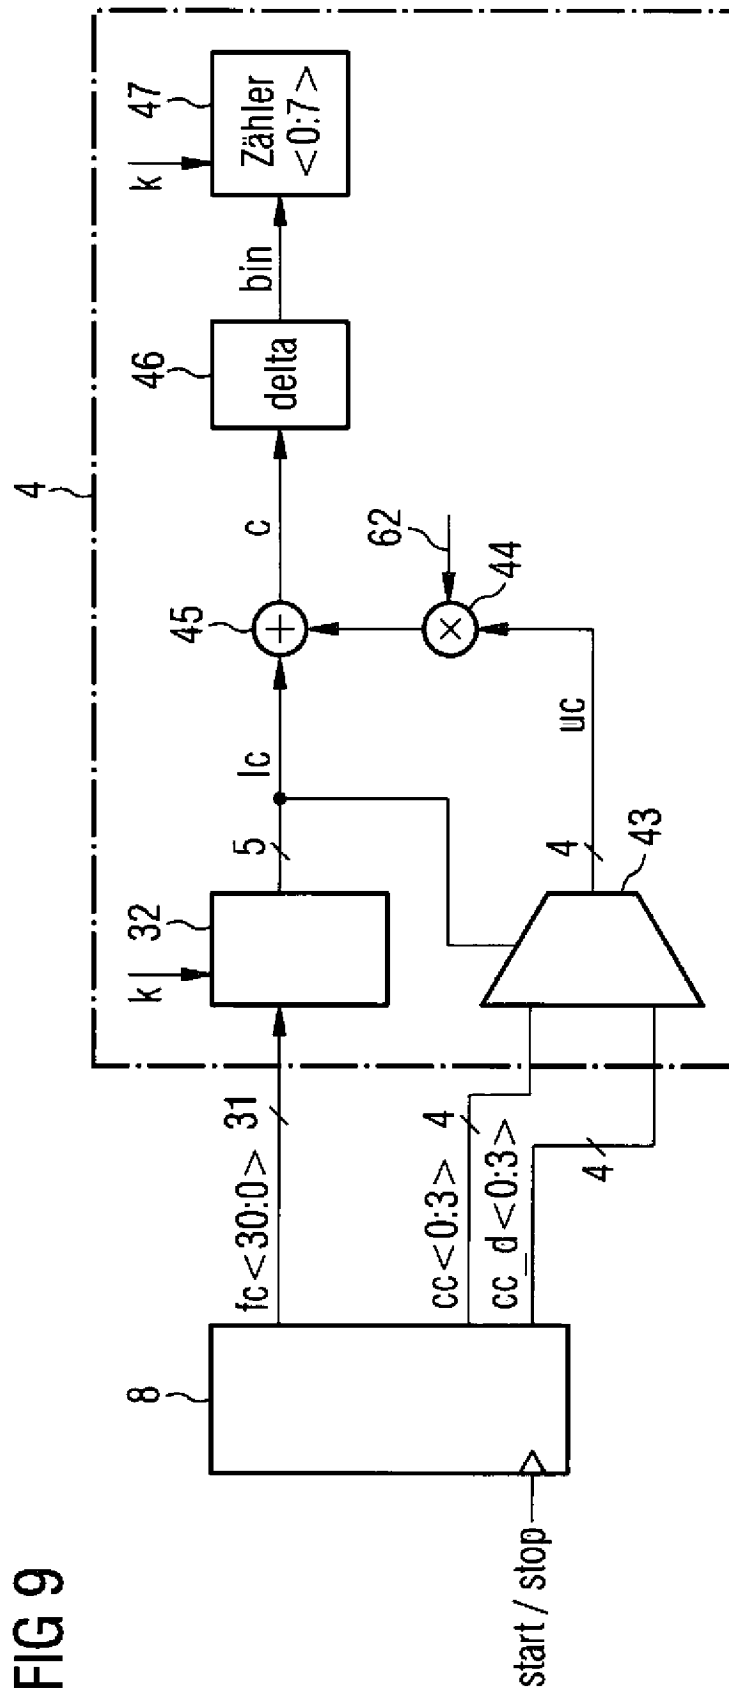 FIG 9
4
8
start / stop
fc<30:0>
31
cc<0:3>
4
cc_d<0:3>
4
k
32
5
lc
43
4
uc
44
62
45
c
46
delta
bin
k
47
Zähler
<0:7>